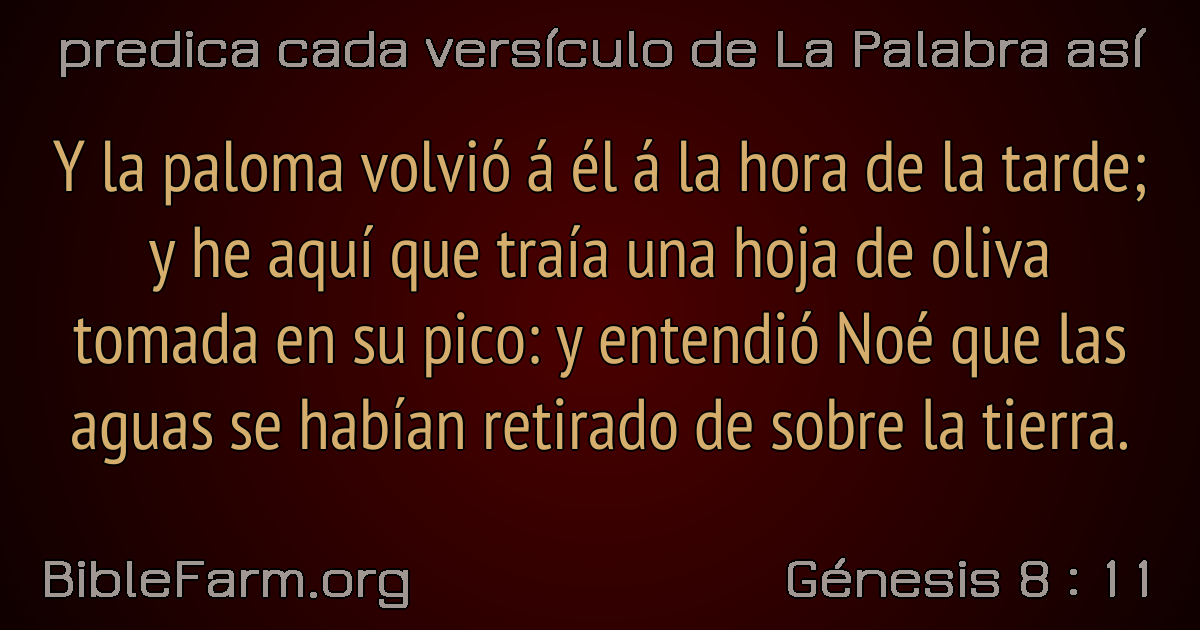 predica cada versículo de La Palabra así
Y la paloma volvió á él á la hora de la tarde;
y he aquí que traía una hoja de oliva
tomada en su pico: y entendió Noé que las
aguas se habían retirado de sobre la tierra.
BibleFarm.org
Génesis 8 : 11